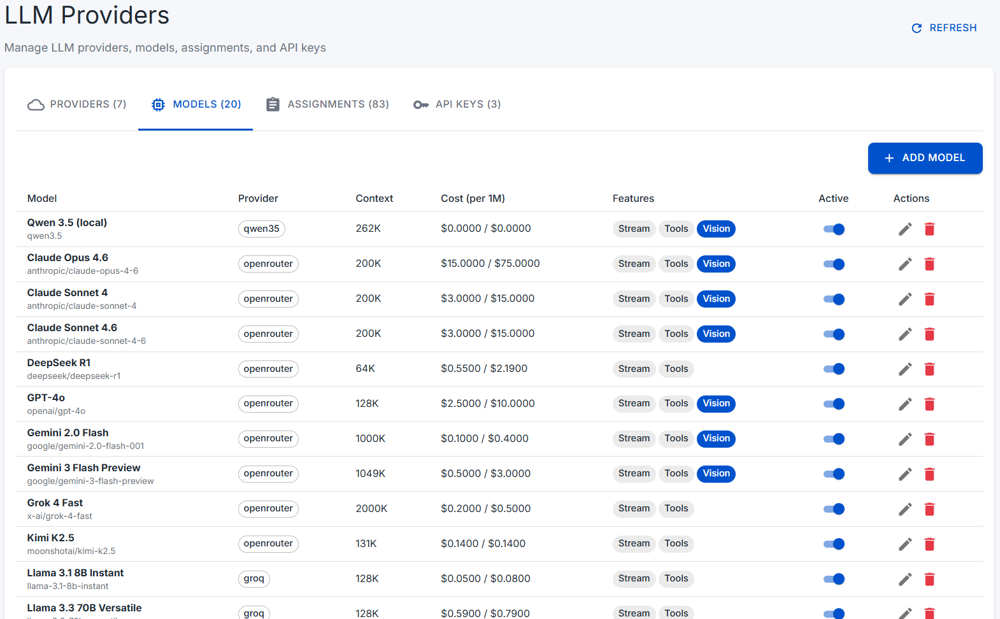 LLM Providers
REFRESH
Manage LLM providers, models, assignments, and API keys
PROVIDERS (7) MODELS (20) ASSIGNMENTS (83) API KEYS (3)
+ ADD MODEL
Model Provider Context Cost (per 1M) Features Active Actions
Qwen 3.5 (local)
qwen3.5
qwen35 262K $0.0000 / $0.0000 Stream Tools Vision
Claude Opus 4.6
anthropic/claude-opus-4-6
openrouter 200K $15.0000 / $75.0000 Stream Tools Vision
Claude Sonnet 4
anthropic/claude-sonnet-4
openrouter 200K $3.0000 / $15.0000 Stream Tools Vision
Claude Sonnet 4.6
anthropic/claude-sonnet-4-6
openrouter 200K $3.0000 / $15.0000 Stream Tools Vision
DeepSeek R1
deepseek/deepseek-r1
openrouter 64K $0.5500 / $2.1900 Stream Tools
GPT-4o
openai/gpt-4o
openrouter 128K $2.5000 / $10.0000 Stream Tools Vision
Gemini 2.0 Flash
google/gemini-2.0-flash-001
openrouter 1000K $0.1000 / $0.4000 Stream Tools Vision
Gemini 3 Flash Preview
google/gemini-3-flash-preview
openrouter 1049K $0.5000 / $3.0000 Stream Tools Vision
Grok 4 Fast
x-ai/grok-4-fast
openrouter 2000K $0.2000 / $0.5000 Stream Tools
Kimi K2.5
moonshotai/kimi-k2.5
openrouter 131K $0.1400 / $0.1400 Stream Tools
Llama 3.1 8B Instant
llama-3.1-8b-instant
groq 128K $0.0500 / $0.0800 Stream Tools
Llama 3.3 70B Versatile
groq 128K $0.5900 / $0.7900 Stream Tools